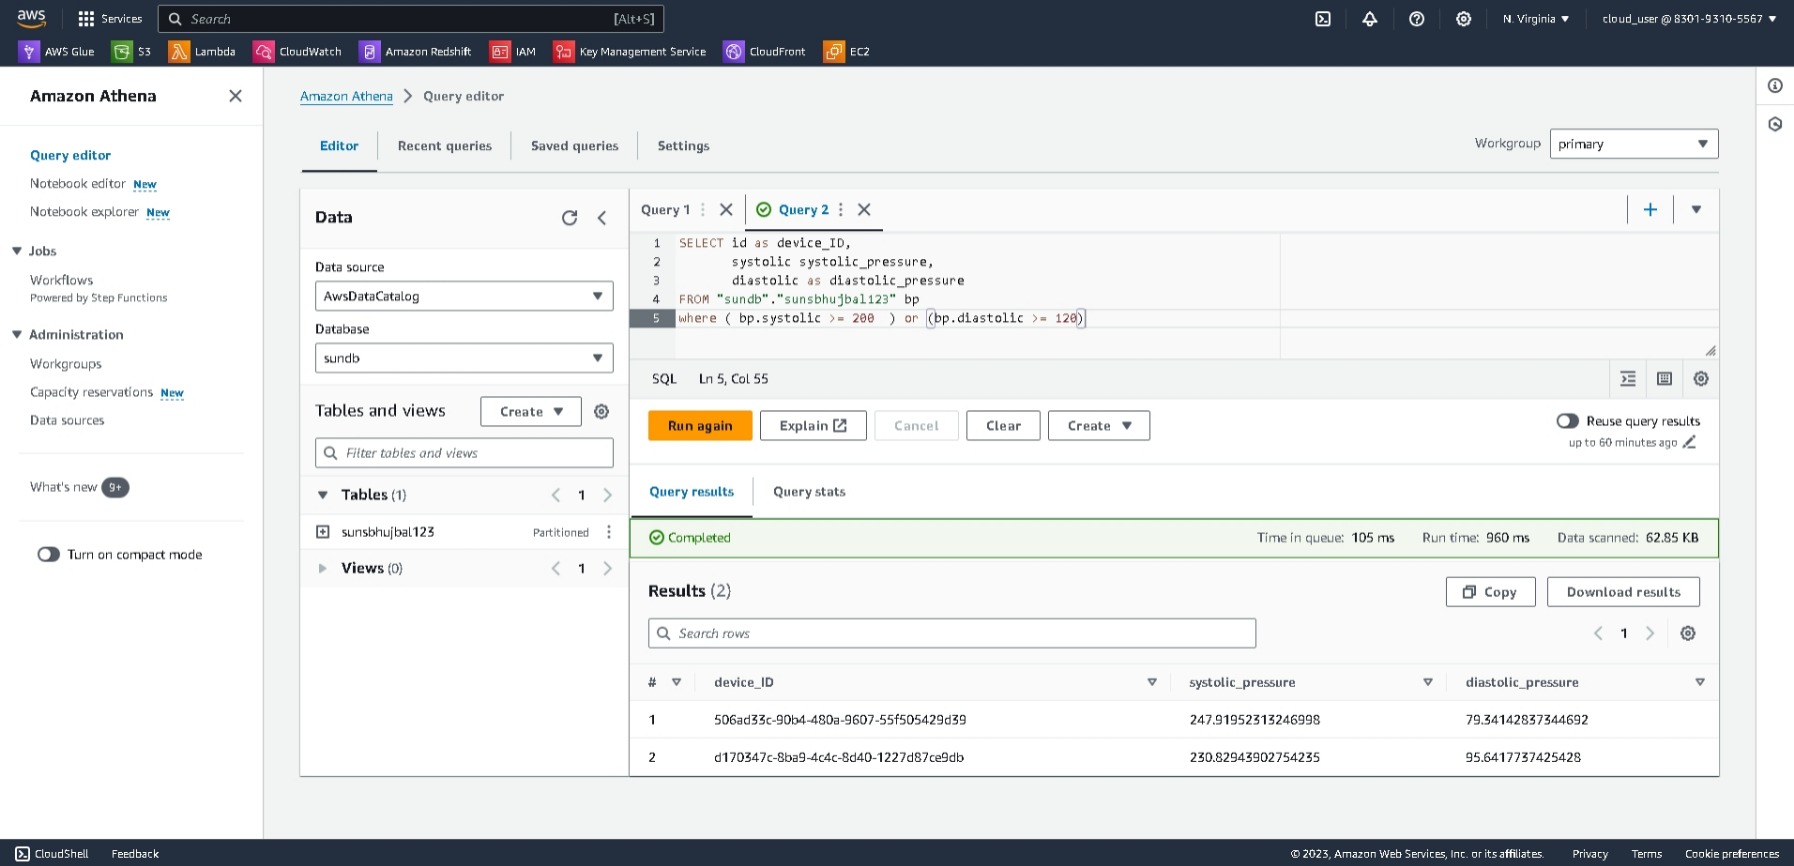 aws
Services
Search
[Alt+S]
N. Virginia
cloud_user @ 8301-9310-5567
AWS Glue
S3
Lambda
CloudWatch
Amazon Redshift
IAM
Key Management Service
CloudFront
EC2
Amazon Athena
Query editor
Notebook editor New
Notebook explorer New
Jobs
Workflows
Powered by Step Functions
Administration
Workgroups
Capacity reservations New
Data sources
What's new 9+
Turn on compact mode
Amazon Athena > Query editor
Editor
Recent queries
Saved queries
Settings
Workgroup
primary
Data
Data source
AwsDataCatalog
Database
sundb
Tables and views
Create
Filter tables and views
Tables (1)
1
sunsbhujbal123
Partitioned
Views (0)
1
Query 1
Query 2
1 SELECT id as device_ID,
2 systolic systolic_pressure,
3 diastolic as diastolic_pressure
4 FROM "sundb"."sunsbhujbal123" bp
5 where ( bp.systolic >= 200 ) or (bp.diastolic >= 120)
SQL
Ln 5, Col 55
Run again
Explain
Cancel
Clear
Create
Reuse query results
up to 60 minutes ago
Query results
Query stats
Completed
Time in queue: 105 ms
Run time: 960 ms
Data scanned: 62.85 KB
Results (2)
Copy
Download results
Search rows
1
# device_ID systolic_pressure diastolic_pressure
1 506ad33c-90b4-480a-9607-55f505429d39 247.91952313246998 79.34142837344692
2 d170347c-8ba9-4c4c-8d40-1227d87ce9db 230.82943902754235 95.6417737425428
CloudShell
Feedback
© 2023, Amazon Web Services, Inc. or its affiliates.
Privacy
Terms
Cookie preferences